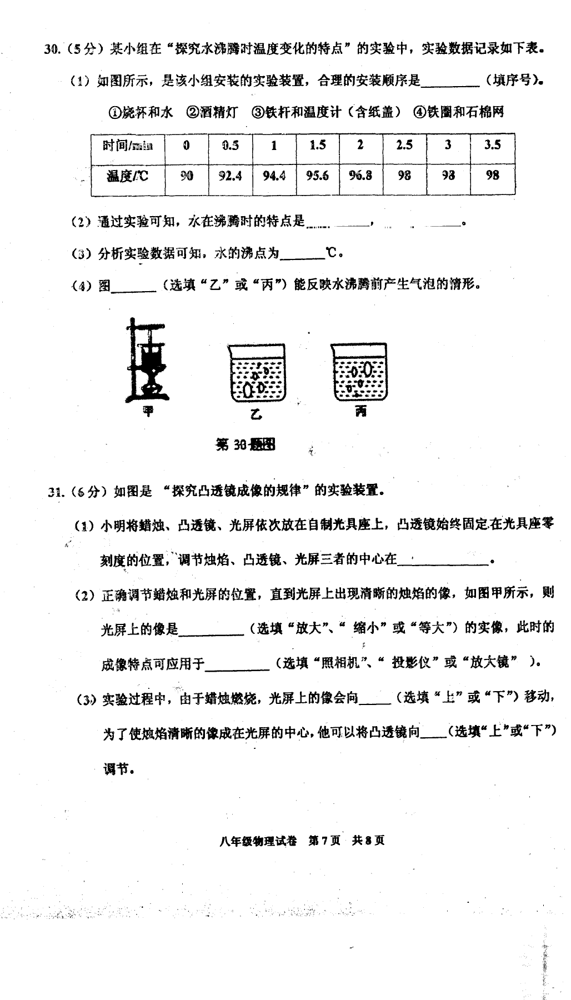 30.（5分）某小组在“探究水沸腾时温度变化的特点”的实验中，实验数据记录如下表。
（1）如图所示，是该小组安装的实验装置，合理的安装顺序是________（填序号）。
①烧杯和水 ②酒精灯 ③铁杆和温度计（含纸盖） ④铁圈和石棉网
时间/min 0 0.5 1 1.5 2 2.5 3 3.5
温度/℃ 90 92.4 94.4 95.6 96.8 98 98 98
（2）通过实验可知，水在沸腾时的特点是________，________。
（3）分析实验数据可知，水的沸点为______℃。
（4）图______（选填“乙”或“丙”）能反映水沸腾前产生气泡的情形。
甲 乙 丙
第30题图
31.（6分）如图是 “探究凸透镜成像的规律”的实验装置。
（1）小明将蜡烛、凸透镜、光屏依次放在自制光具座上，凸透镜始终固定在光具座零
刻度的位置，调节烛焰、凸透镜、光屏三者的中心在____________。
（2）正确调节蜡烛和光屏的位置，直到光屏上出现清晰的烛焰的像，如图甲所示，则
光屏上的像是_________（选填“放大”、“ 缩小”或“等大”）的实像，此时的
成像特点可应用于_________（选填“照相机”、“ 投影仪”或“放大镜” ）。
（3）实验过程中，由于蜡烛燃烧，光屏上的像会向____（选填“上”或“下”）移动，
为了使烛焰清晰的像成在光屏的中心，他可以将凸透镜向____（选填“上”或“下”）
调节。
八年级物理试卷 第7页 共8页